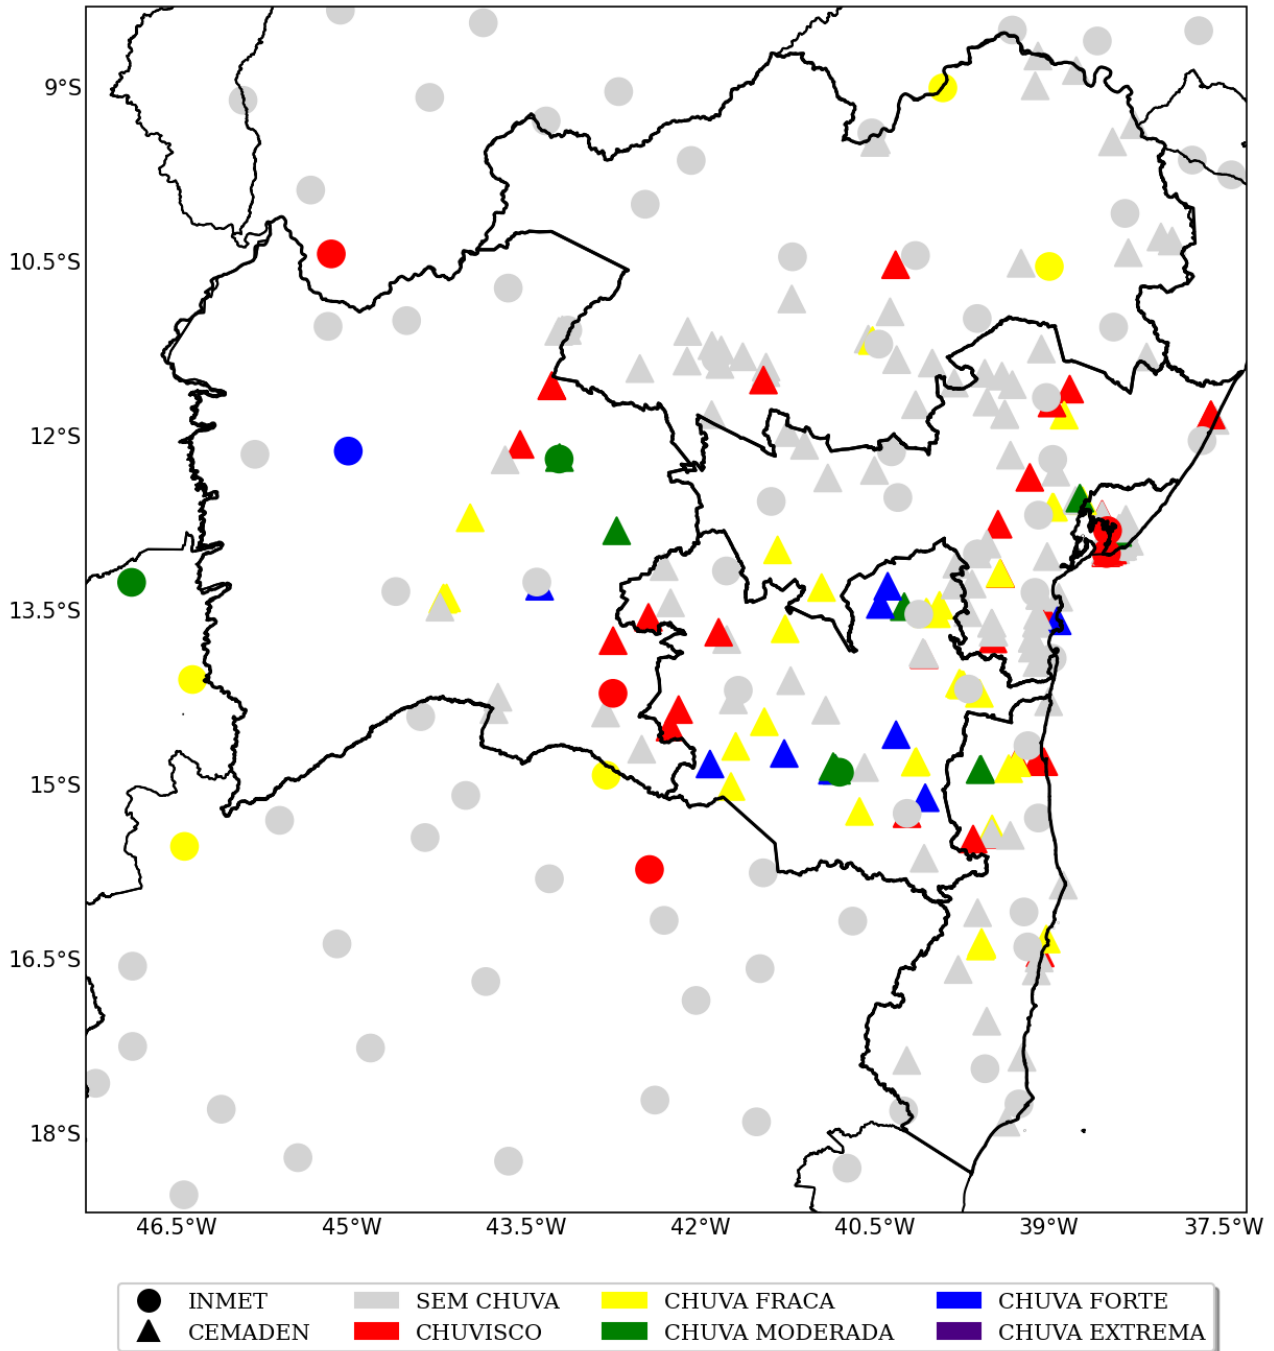 9°S
10.5°S
12°S
13.5°S
15°S
16.5°S
18°S
46.5°W 45°W 43.5°W 42°W 40.5°W 39°W 37.5°W
INMET SEM CHUVA CHUVA FRACA CHUVA FORTE
CEMADEN CHUVISCO CHUVA MODERADA CHUVA EXTREMA